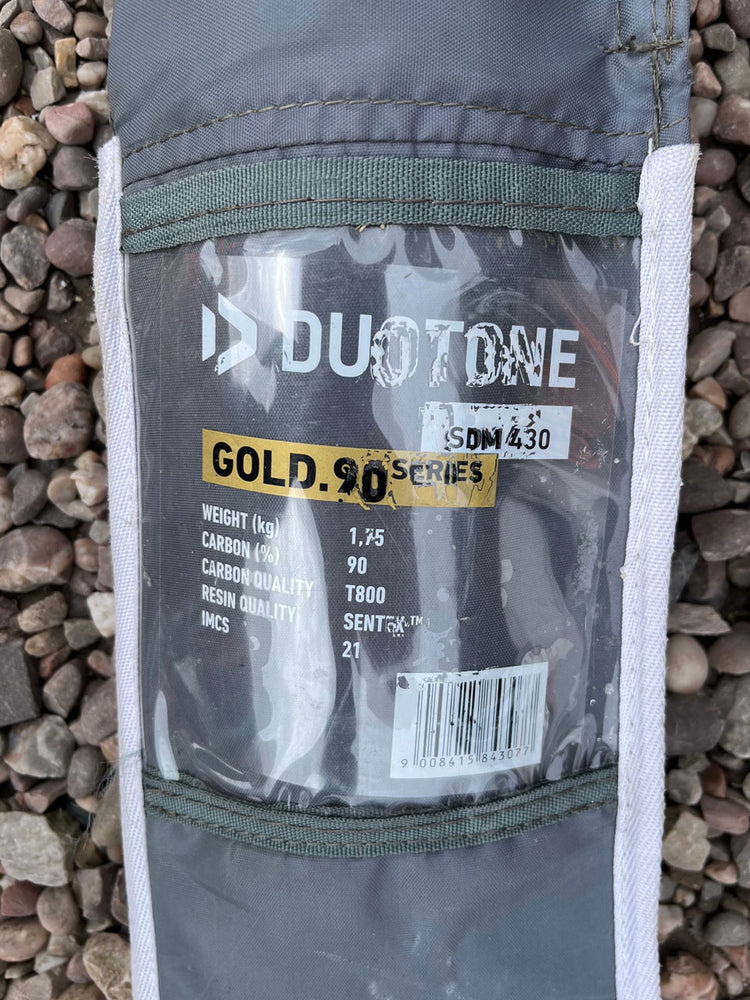 DUOTONE
SDM 430
GOLD.90 SERIES
WEIGHT (kg) 1,75
CARBON (%) 90
CARBON QUALITY T800
RESIN QUALITY SENTEX™
IMCS 21
9 008415 843077